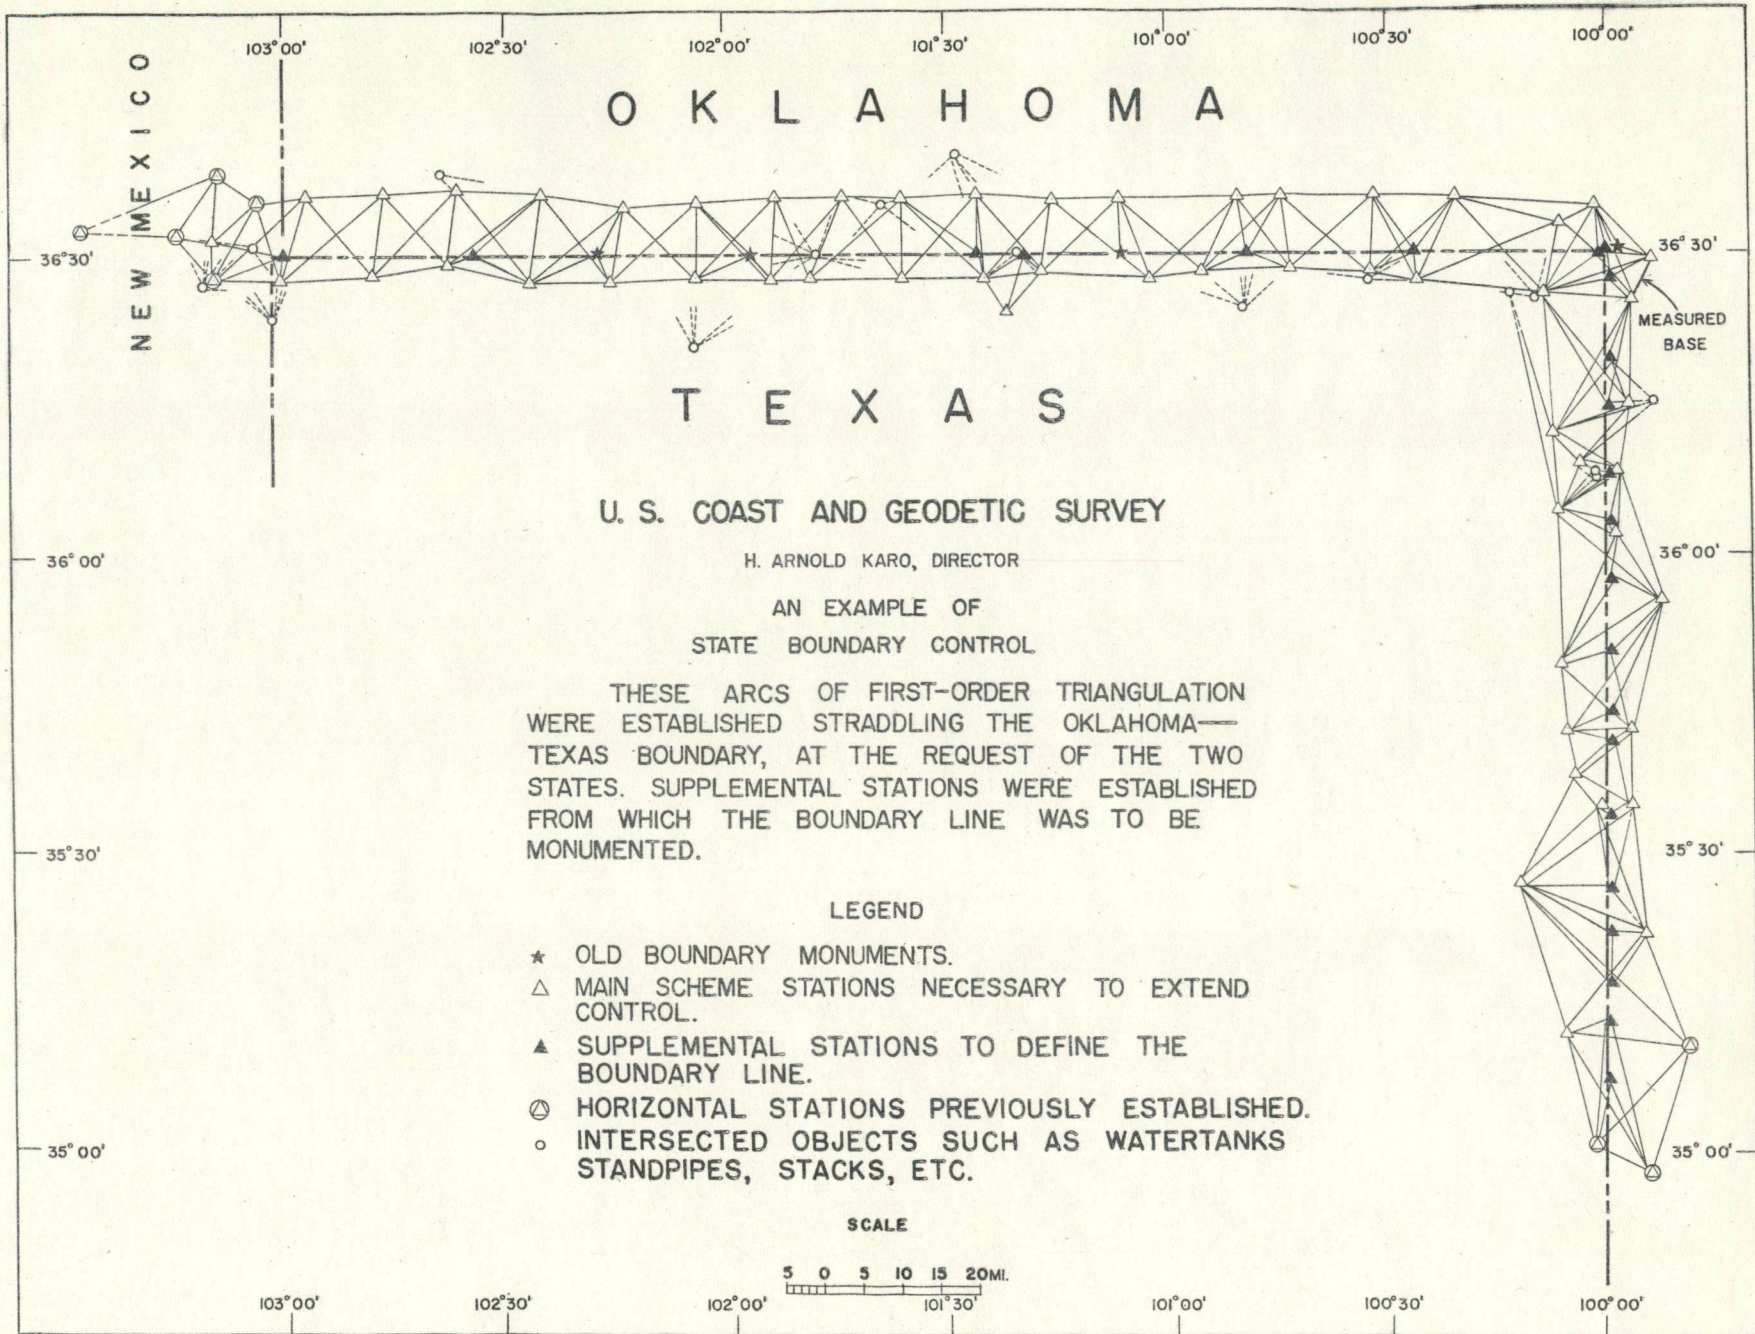 103°00' 102°30' 102°00' 101°30' 101°00' 100°30' 100°00'
OKLAHOMA
NEW MEXICO
36°30' 36°30'
MEASURED
BASE
TEXAS
U. S. COAST AND GEODETIC SURVEY
H. ARNOLD KARO, DIRECTOR
36°00' 36°00'
AN EXAMPLE OF
STATE BOUNDARY CONTROL
THESE ARCS OF FIRST-ORDER TRIANGULATION
WERE ESTABLISHED STRADDLING THE OKLAHOMA—
TEXAS BOUNDARY, AT THE REQUEST OF THE TWO
STATES. SUPPLEMENTAL STATIONS WERE ESTABLISHED
FROM WHICH THE BOUNDARY LINE WAS TO BE
MONUMENTED.
35°30' 35°30'
LEGEND
OLD BOUNDARY MONUMENTS.
MAIN SCHEME STATIONS NECESSARY TO EXTEND
CONTROL.
SUPPLEMENTAL STATIONS TO DEFINE THE
BOUNDARY LINE.
HORIZONTAL STATIONS PREVIOUSLY ESTABLISHED.
INTERSECTED OBJECTS SUCH AS WATERTANKS
STANDPIPES, STACKS, ETC.
35°00' 35°00'
SCALE
5 0 5 10 15 20MI.
103°00' 102°30' 102°00' 101°30' 101°00' 100°30' 100°00'